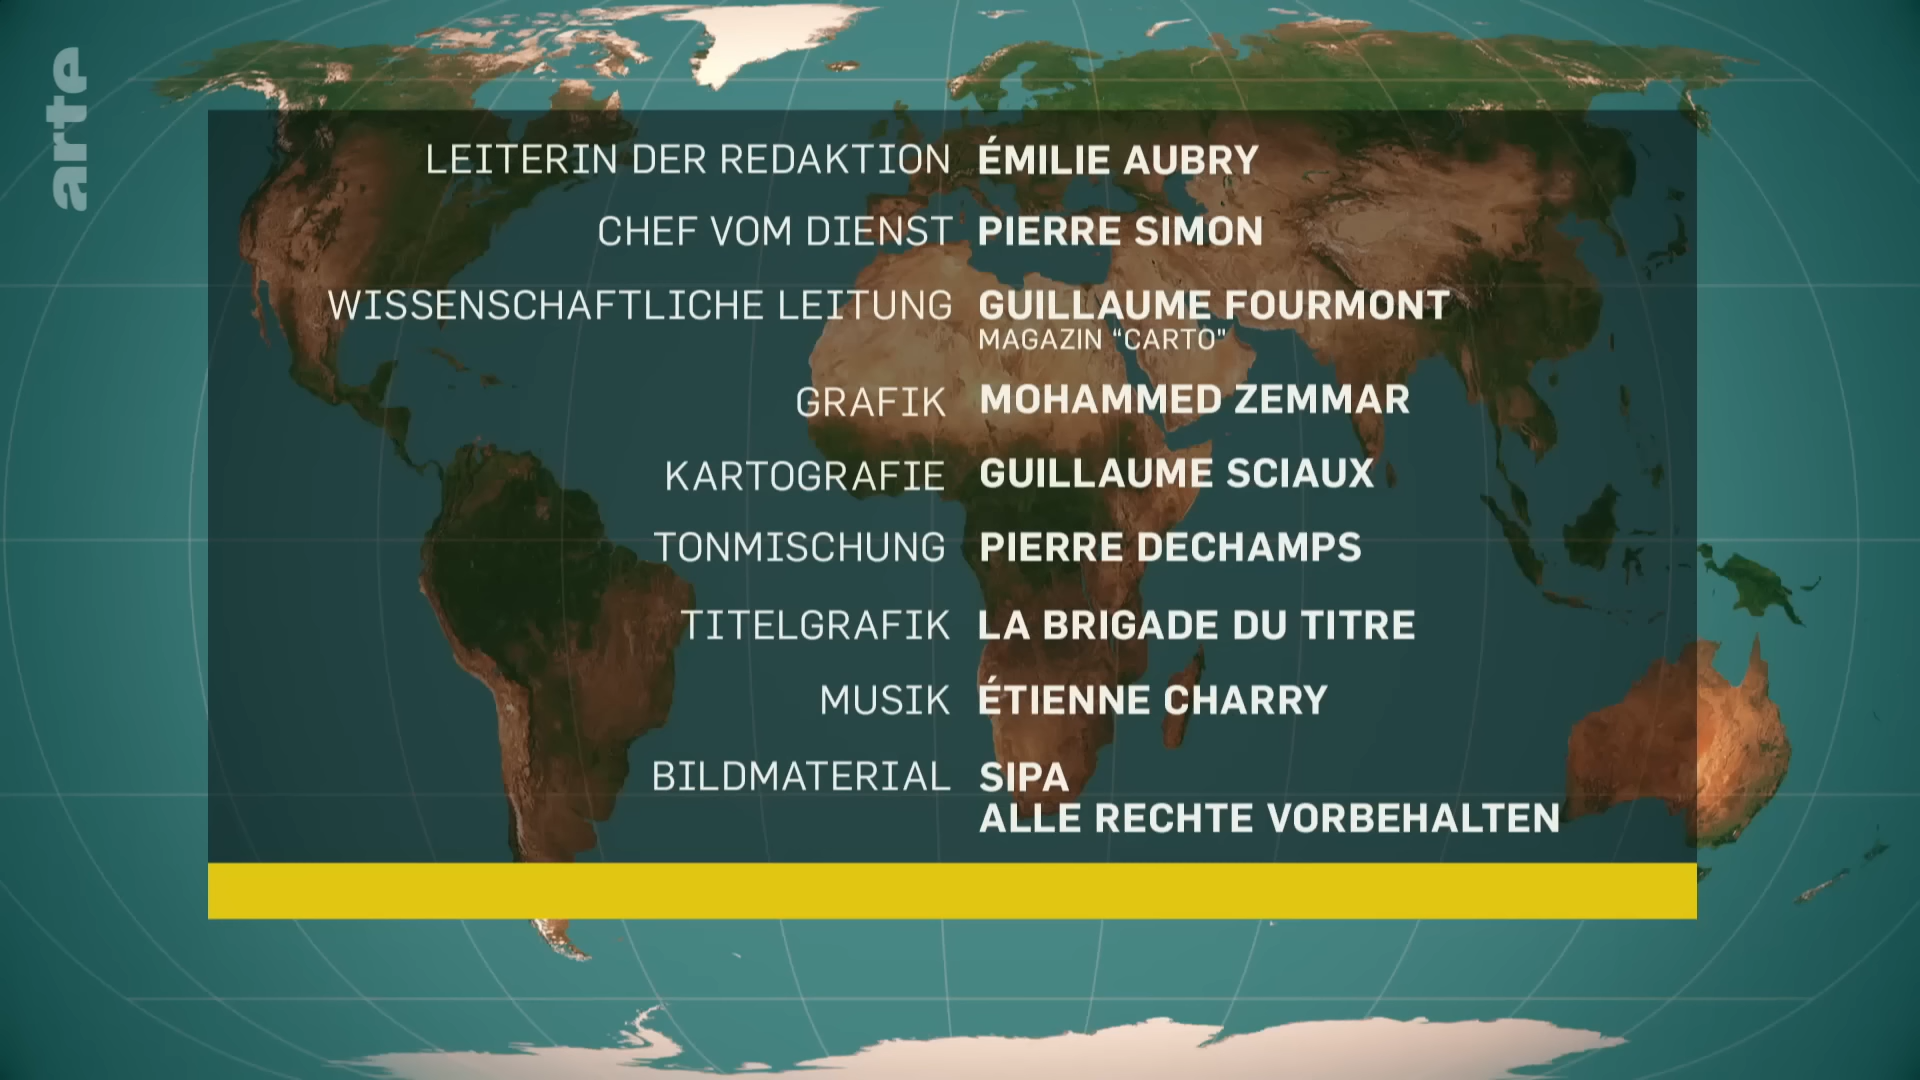 arte
LEITERIN DER REDAKTION ÉMILIE AUBRY
CHEF VOM DIENST PIERRE SIMON
WISSENSCHAFTLICHE LEITUNG GUILLAUME FOURMONT
MAGAZIN “CARTO"
GRAFIK MOHAMMED ZEMMAR
KARTOGRAFIE GUILLAUME SCIAUX
TONMISCHUNG PIERRE DECHAMPS
TITELGRAFIK LA BRIGADE DU TITRE
MUSIK ÉTIENNE CHARRY
BILDMATERIAL SIPA
ALLE RECHTE VORBEHALTEN